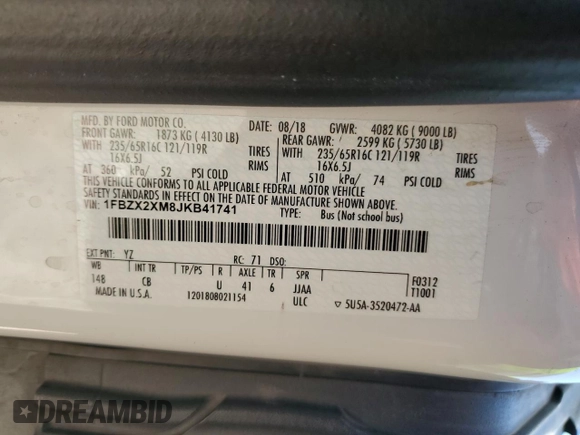 MFD. BY FORD MOTOR CO.
DATE: 08/18 GVWR: 4082 KG ( 9000 LB)
FRONT GAWR: 1873 KG ( 4130 LB)
REAR GAWR: 2599 KG ( 5730 LB)
WITH: 235/65R16C 121/119R TIRES
WITH: 235/65R16C 121/119R TIRES
16X6.5J RIMS
16X6.5J RIMS
AT 360 kPa/ 52 PSI COLD
AT 510 kPa/ 74 PSI COLD
THIS VEHICLE CONFORMS TO ALL APPLICABLE FEDERAL MOTOR VEHICLE
SAFETY STANDARDS IN EFFECT ON THE DATE OF MANUFACTURE SHOWN ABOVE.
VIN: 1FBZX2XM8JKB41741
TYPE: Bus (Not school bus)
EXT PNT: YZ RC: 71 DSO:
WB INT TR TP/PS R AXLE TR SPR F0312
148 CB U 41 6 JJAA T1001
MADE IN U.S.A. 1201808021154 ULC ▽ 5U5A-3520472-AA
DREAMBID